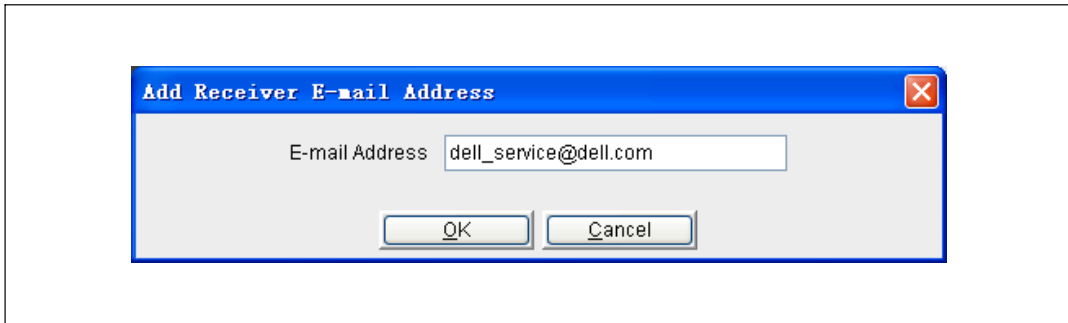 Add Receiver E-mail Address
E-mail Address dell_service@dell.com
OK Cancel